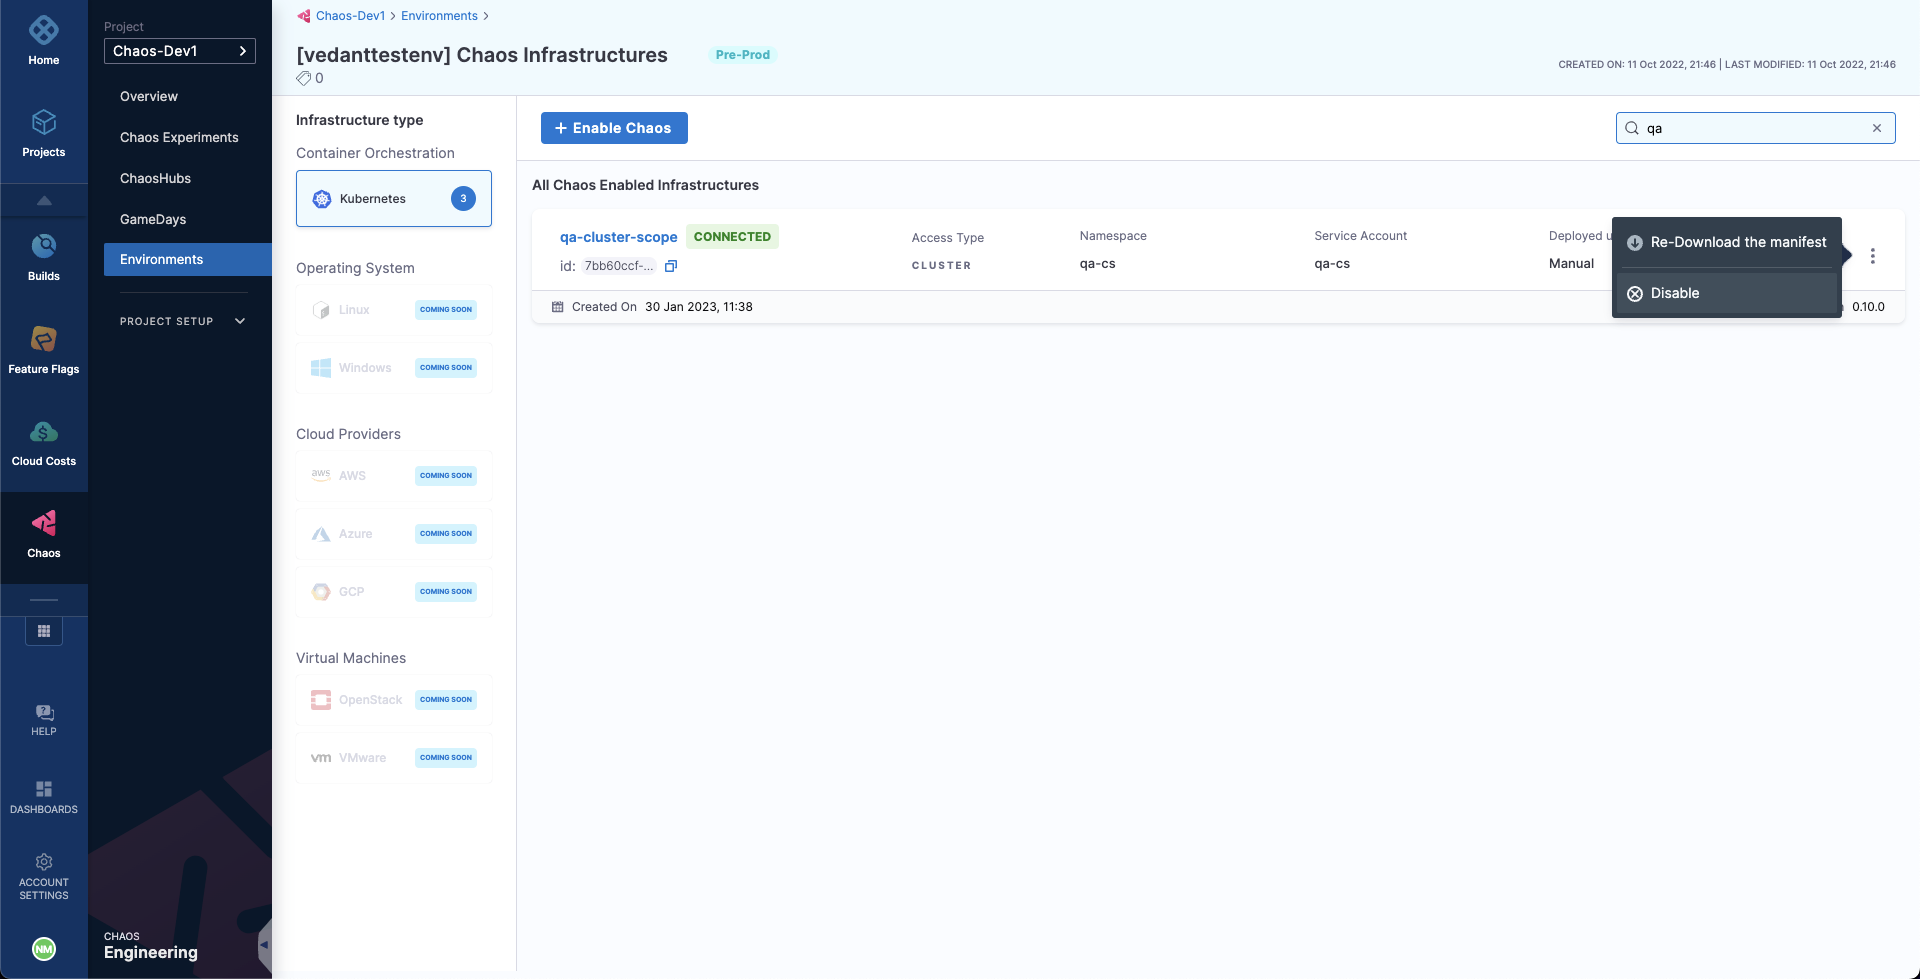 Home
Projects
Builds
Feature Flags
Cloud Costs
Chaos
HELP
DASHBOARDS
ACCOUNT
SETTINGS
NM
Project
Chaos-Dev1
Overview
Chaos Experiments
ChaosHubs
GameDays
Environments
PROJECT SETUP
CHAOS
Engineering
Chaos-Dev1 > Environments >
[vedanttestenv] Chaos Infrastructures Pre-Prod
0
CREATED ON: 11 Oct 2022, 21:46 | LAST MODIFIED: 11 Oct 2022, 21:46
Infrastructure type
Container Orchestration
Kubernetes 3
Operating System
Linux COMING SOON
Windows COMING SOON
Cloud Providers
aws AWS COMING SOON
Azure COMING SOON
GCP COMING SOON
Virtual Machines
OpenStack COMING SOON
vm VMware COMING SOON
+ Enable Chaos
qa
All Chaos Enabled Infrastructures
qa-cluster-scope CONNECTED
id: 7bb60ccf-...
Access Type
CLUSTER
Namespace
qa-cs
Service Account
qa-cs
Deployed u
Manual
Re-Download the manifest
Disable
Created On 30 Jan 2023, 11:38
0.10.0